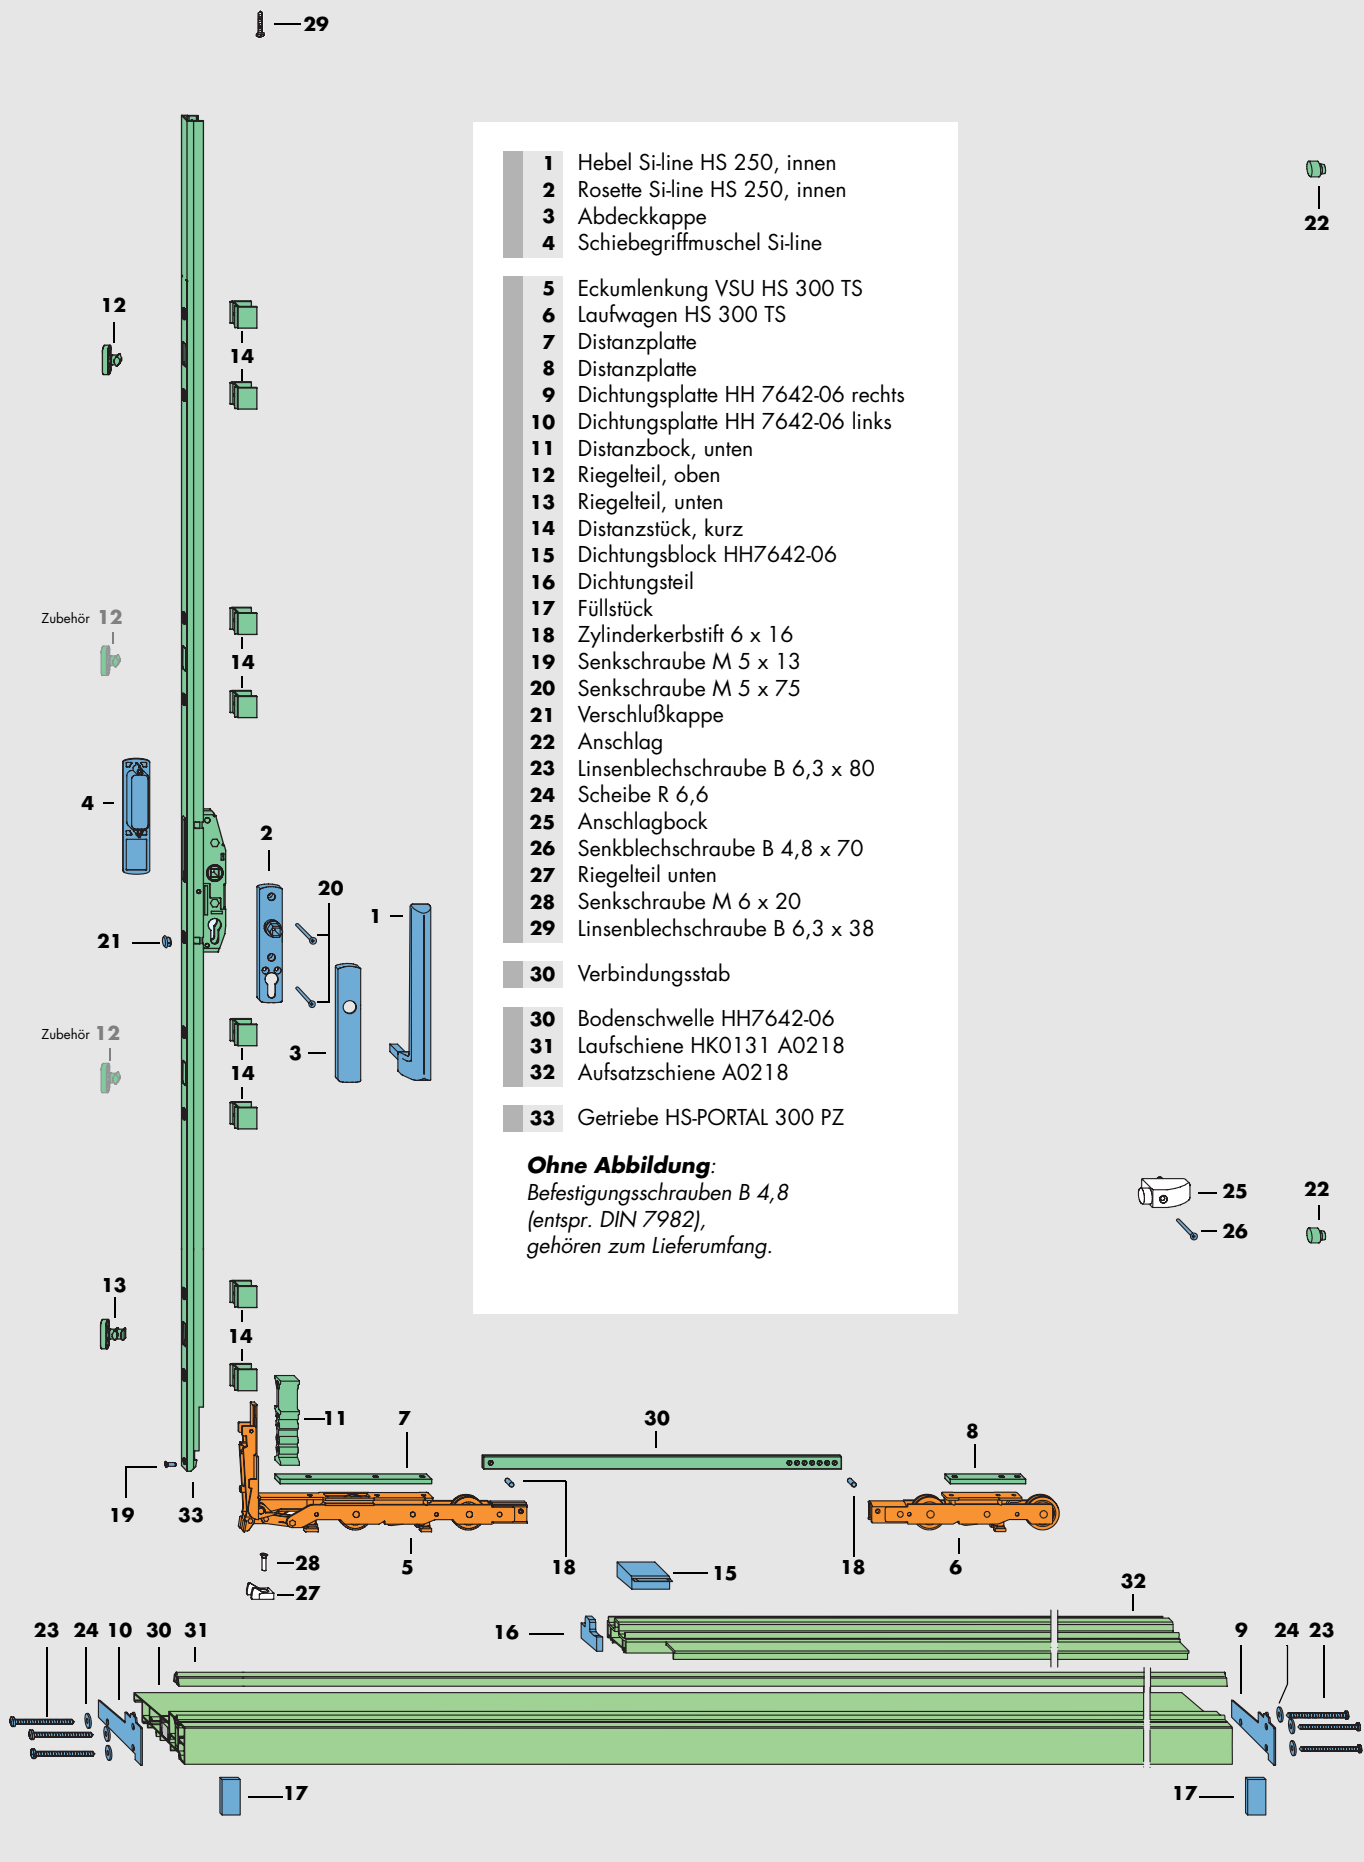 29
1 Hebel Si-line HS 250, innen
2 Rosette Si-line HS 250, innen
3 Abdeckkappe
4 Schiebegriffmuschel Si-line
5 Eckumlenkung VSU HS 300 TS
6 Laufwagen HS 300 TS
7 Distanzplatte
8 Distanzplatte
9 Dichtungsplatte HH 7642-06 rechts
10 Dichtungsplatte HH 7642-06 links
11 Distanzbock, unten
12 Riegelteil, oben
13 Riegelteil, unten
14 Distanzstück, kurz
15 Dichtungsblock HH7642-06
16 Dichtungsteil
17 Füllstück
18 Zylinderkerbstift 6 x 16
19 Senkschraube M 5 x 13
20 Senkschraube M 5 x 75
21 Verschlußkappe
22 Anschlag
23 Linsenblechschraube B 6,3 x 80
24 Scheibe R 6,6
25 Anschlagbock
26 Senkblechschraube B 4,8 x 70
27 Riegelteil unten
28 Senkschraube M 6 x 20
29 Linsenblechschraube B 6,3 x 38
30 Verbindungsstab
30 Bodenschwelle HH7642-06
31 Laufschiene HK0131 A0218
32 Aufsatzschiene A0218
33 Getriebe HS-PORTAL 300 PZ
Ohne Abbildung:
Befestigungsschrauben B 4,8
(entspr. DIN 7982),
gehören zum Lieferumfang.
22
12
14
Zubehör 12
14
4
2
20
1
21
Zubehör 12
3
14
25
22
26
13
14
11
7
30
8
19
33
28
5
18
15
18
6
27
32
16
23 24 10 30 31
9 24 23
17
17